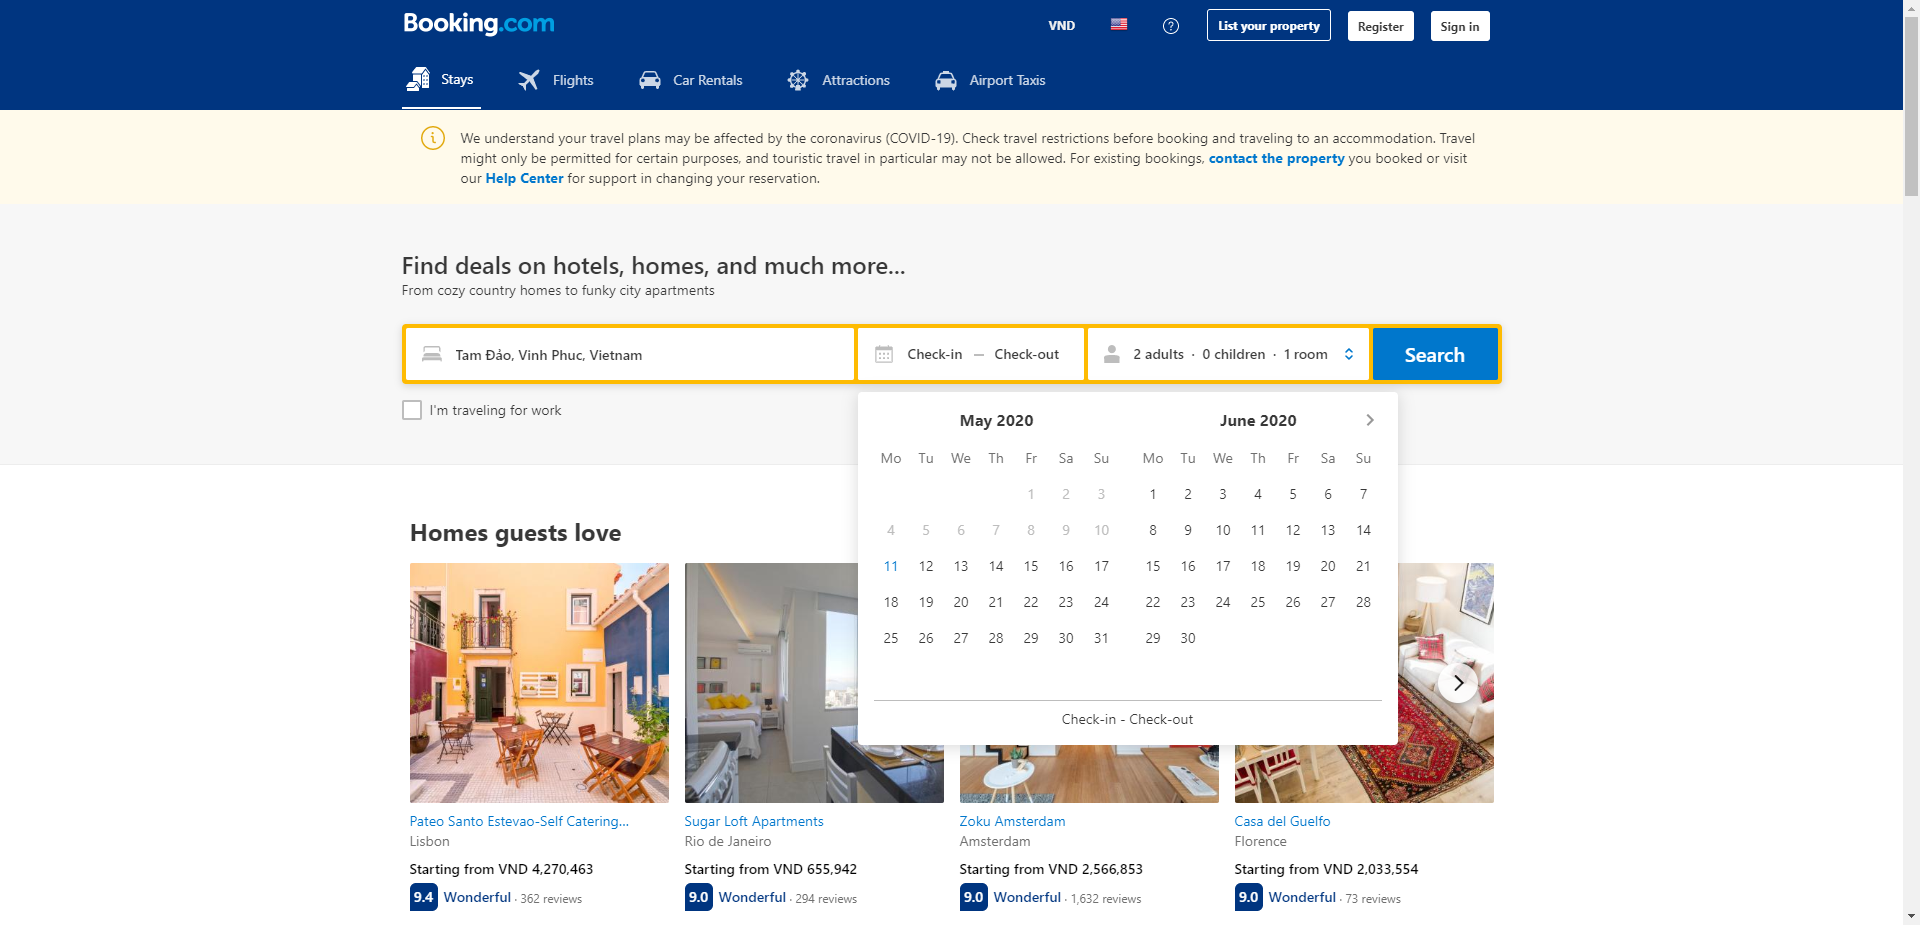 Booking.com
VND
List your property
Register
Sign in
Stays
Flights
Car Rentals
Attractions
Airport Taxis
We understand your travel plans may be affected by the coronavirus (COVID-19). Check travel restrictions before booking and traveling to an accommodation. Travel
might only be permitted for certain purposes, and touristic travel in particular may not be allowed. For existing bookings, contact the property you booked or visit
our Help Center for support in changing your reservation.
Find deals on hotels, homes, and much more...
From cozy country homes to funky city apartments
Tam Đảo, Vinh Phuc, Vietnam
Check-in — Check-out
2 adults · 0 children · 1 room
Search
I'm traveling for work
May 2020
Mo Tu We Th Fr Sa Su
1 2 3
4 5 6 7 8 9 10
11 12 13 14 15 16 17
18 19 20 21 22 23 24
25 26 27 28 29 30 31
June 2020
Mo Tu We Th Fr Sa Su
1 2 3 4 5 6 7
8 9 10 11 12 13 14
15 16 17 18 19 20 21
22 23 24 25 26 27 28
29 30
Check-in - Check-out
Homes guests love
Pateo Santo Estevao-Self Catering...
Lisbon
Starting from VND 4,270,463
9.4 Wonderful · 362 reviews
Sugar Loft Apartments
Rio de Janeiro
Starting from VND 655,942
9.0 Wonderful · 294 reviews
Zoku Amsterdam
Amsterdam
Starting from VND 2,566,853
9.0 Wonderful · 1,632 reviews
Casa del Guelfo
Florence
Starting from VND 2,033,554
9.0 Wonderful · 73 reviews